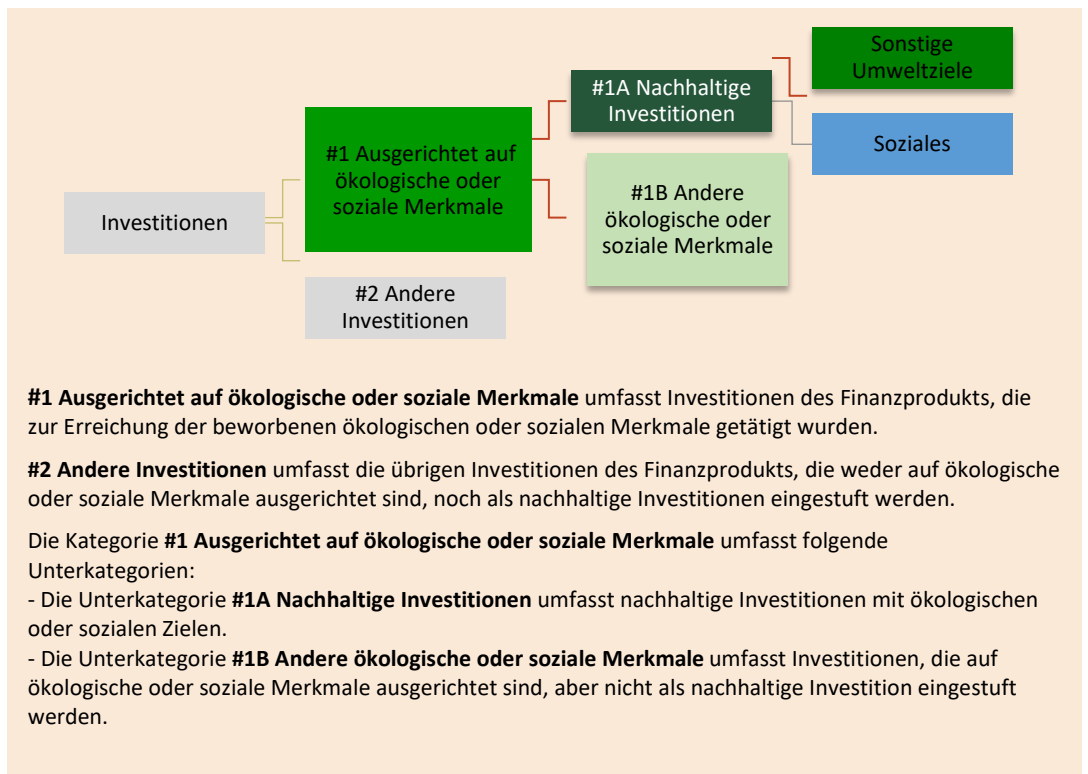 Sonstige
Umweltziele
#1A Nachhaltige
Investitionen
Soziales
#1 Ausgerichtet auf
ökologische oder
soziale Merkmale
#1B Andere
ökologische oder
soziale Merkmale
Investitionen
#2 Andere
Investitionen
#1 Ausgerichtet auf ökologische oder soziale Merkmale umfasst Investitionen des Finanzprodukts, die
zur Erreichung der beworbenen ökologischen oder sozialen Merkmale getätigt wurden.
#2 Andere Investitionen umfasst die übrigen Investitionen des Finanzprodukts, die weder auf ökologische
oder soziale Merkmale ausgerichtet sind, noch als nachhaltige Investitionen eingestuft werden.
Die Kategorie #1 Ausgerichtet auf ökologische oder soziale Merkmale umfasst folgende
Unterkategorien:
- Die Unterkategorie #1A Nachhaltige Investitionen umfasst nachhaltige Investitionen mit ökologischen
oder sozialen Zielen.
- Die Unterkategorie #1B Andere ökologische oder soziale Merkmale umfasst Investitionen, die auf
ökologische oder soziale Merkmale ausgerichtet sind, aber nicht als nachhaltige Investition eingestuft
werden.